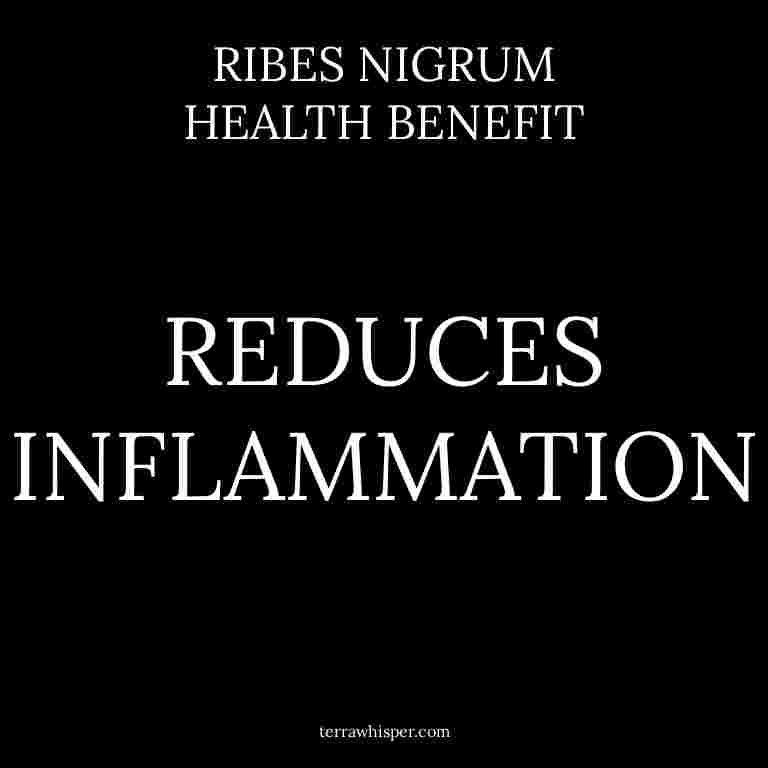 RIBES NIGRUM
HEALTH BENEFIT
REDUCES
INFLAMMATION
terrawhisper.com